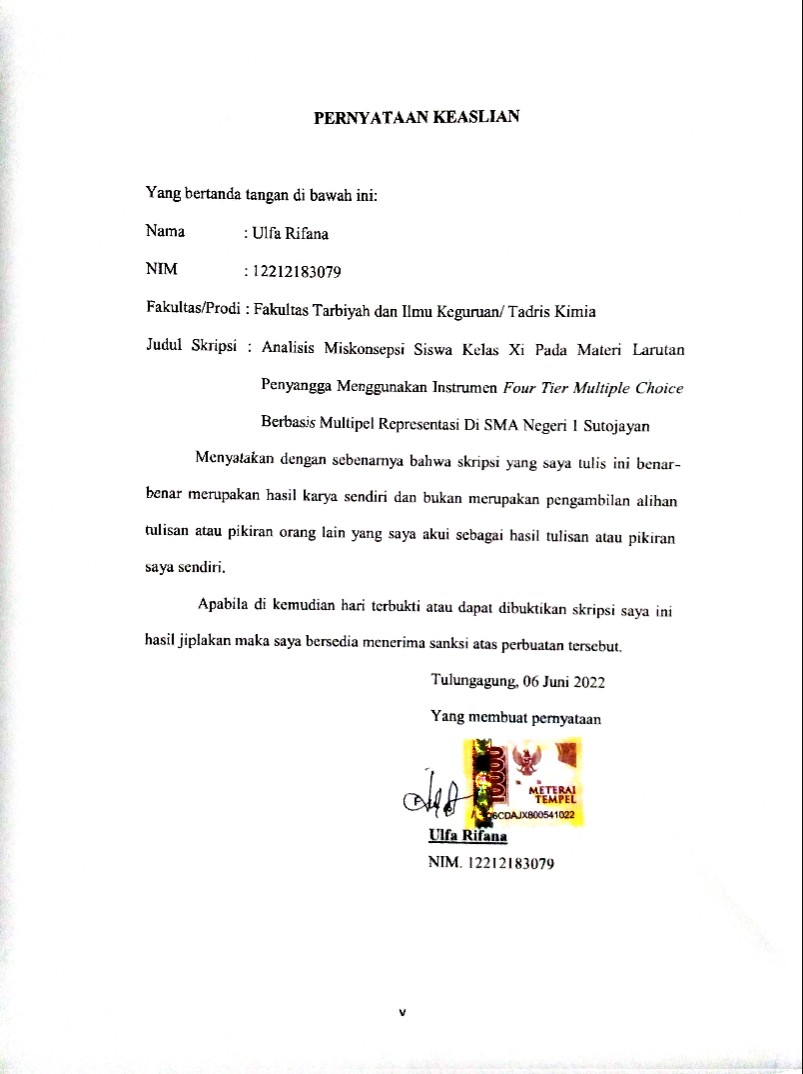 PERNYATAAN KEASLIAN
Yang bertanda tangan di bawah ini:
Nama : Ulfa Rifana
NIM : 12212183079
Fakultas/Prodi : Fakultas Tarbiyah dan Ilmu Keguruan/ Tadris Kimia
Judul Skripsi : Analisis Miskonsepsi Siswa Kelas Xi Pada Materi Larutan
Penyangga Menggunakan Instrumen Four Tier Multiple Choice
Berbasis Multipel Representasi Di SMA Negeri 1 Sutojayan
Menyatakan dengan sebenarnya bahwa skripsi yang saya tulis ini benar-
benar merupakan hasil karya sendiri dan bukan merupakan pengambilan alihan
tulisan atau pikiran orang lain yang saya akui sebagai hasil tulisan atau pikiran
saya sendiri.
Apabila di kemudian hari terbukti atau dapat dibuktikan skripsi saya ini
hasil jiplakan maka saya bersedia menerima sanksi atas perbuatan tersebut.
Tulungagung, 06 Juni 2022
Yang membuat pernyataan
10000
METERAI
TEMPEL
Ulfa Rifana
NIM. 12212183079
v